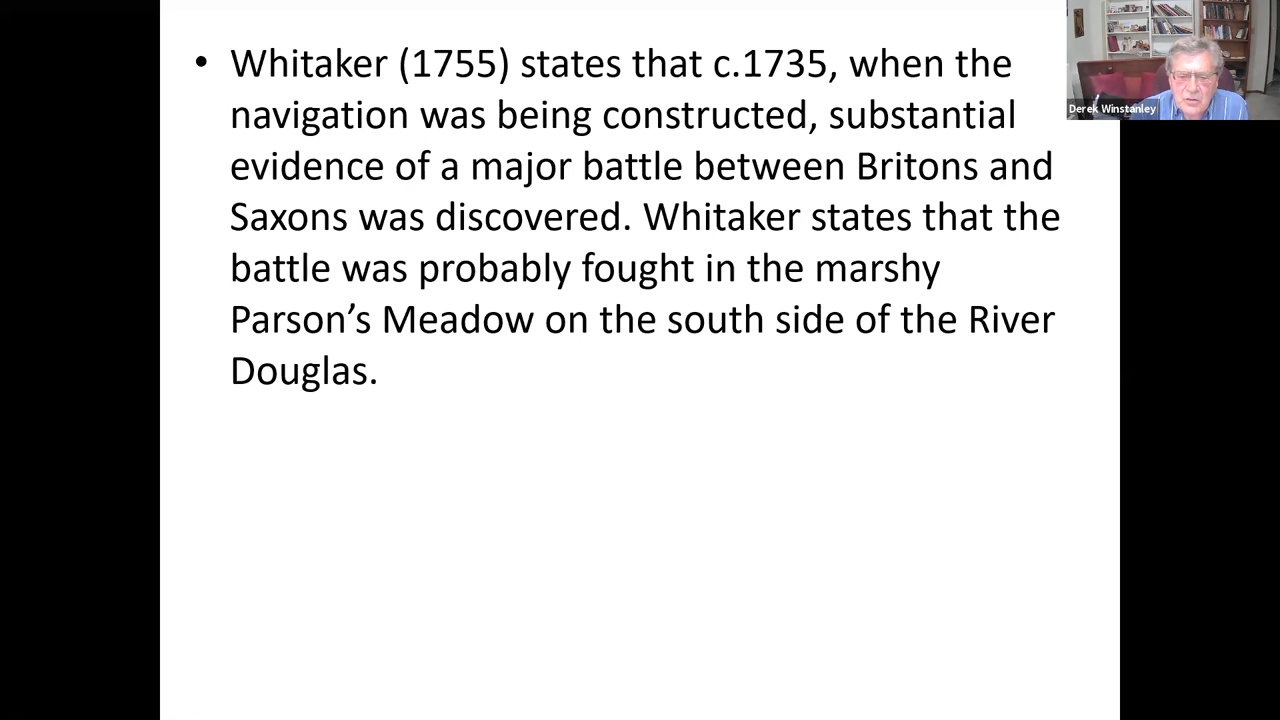 • Whitaker (1755) states that c.1735, when the
navigation was being constructed, substantial
evidence of a major battle between Britons and
Saxons was discovered. Whitaker states that the
battle was probably fought in the marshy
Parson’s Meadow on the south side of the River
Douglas.
Derek Winstanley